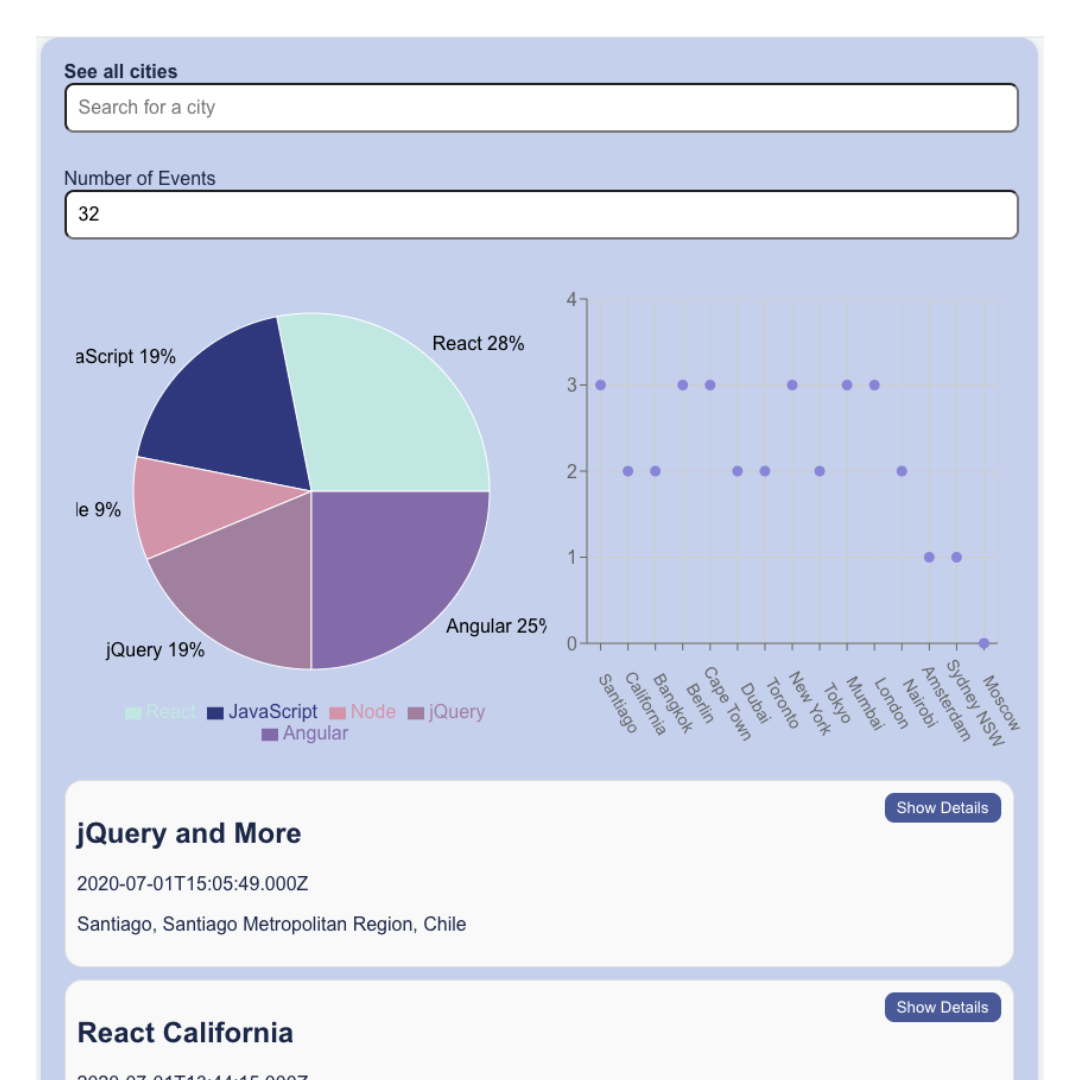 See all cities
Search for a city
Number of Events
32
aScript 19%
React 28%
le 9%
jQuery 19%
Angular 25%
React JavaScript Node jQuery
Angular
4
3
2
1
0
Santiago
California
Bangkok
Berlin
Cape Town
Dubai
Toronto
New York
Tokyo
Mumbai
London
Nairobi
Amsterdam
Sydney NSW
Moscow
Show Details
jQuery and More
2020-07-01T15:05:49.000Z
Santiago, Santiago Metropolitan Region, Chile
Show Details
React California